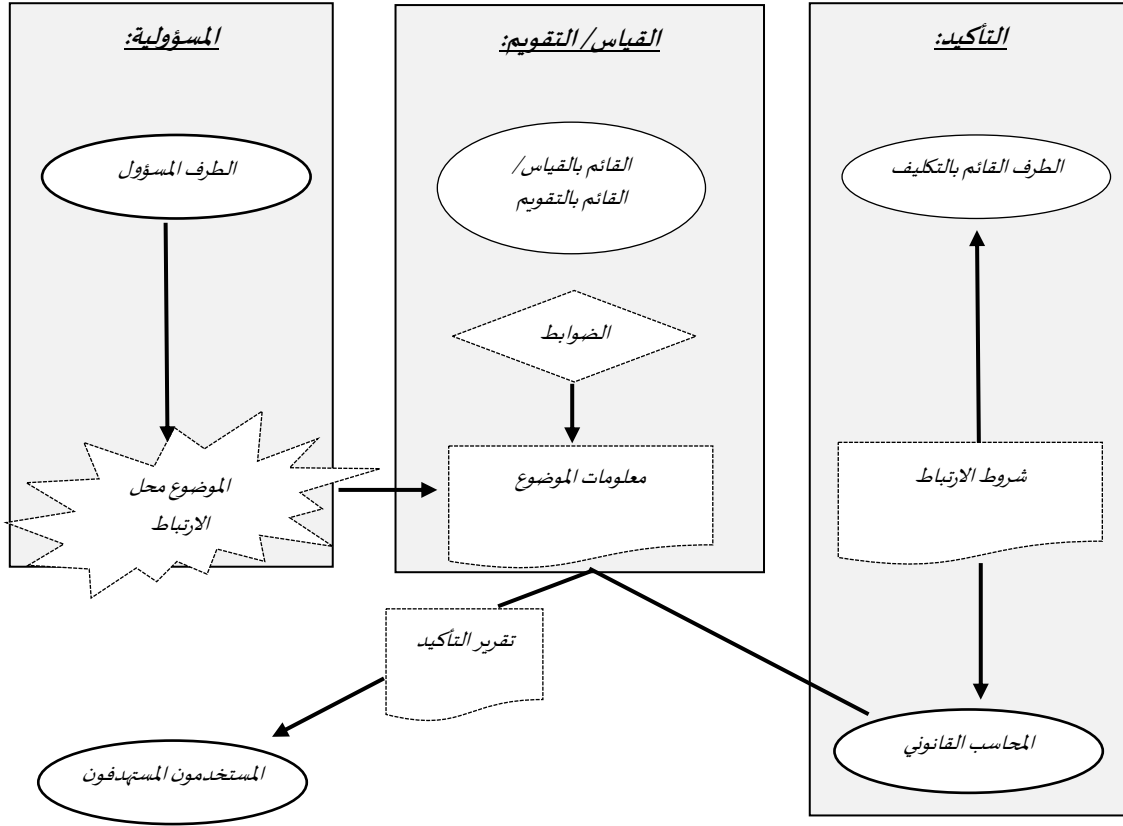 التأكيد:
القياس/ التقويم:
المسؤولية:
الطرف القائم بالتكليف
القائم بالقياس/
القائم بالتقويم
الطرف المسؤول
الضوابط
شروط الارتباط
معلومات الموضوع
الموضوع محل
الارتباط
تقرير التأكيد
المحاسب القانوني
المستخدمون المستهدفون